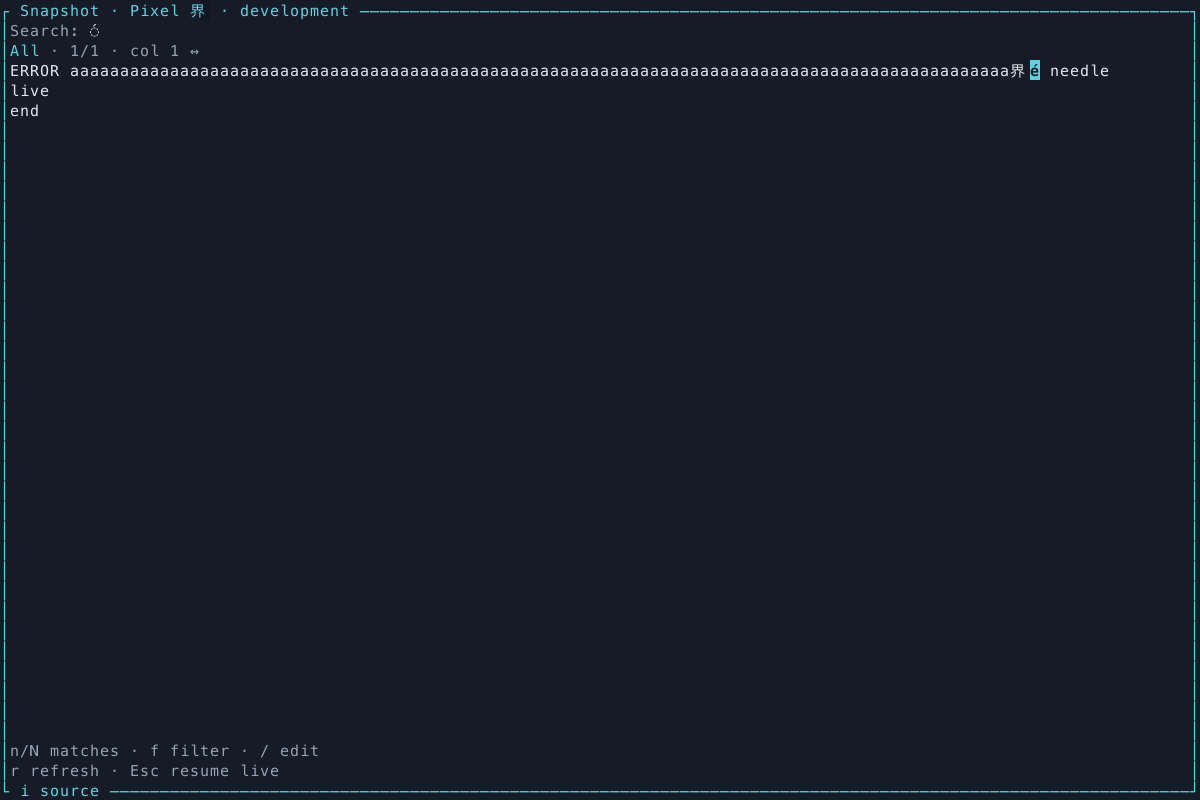 Snapshot · Pixel 界 · development
Search: ◌́
All · 1/1 · col 1 ↔
ERROR aaaaaaaaaaaaaaaaaaaaaaaaaaaaaaaaaaaaaaaaaaaaaaaaaaaaaaaaaaaaaaaaaaaaaaaaaaaaaaaaaaaaaaaaaaaaaa界é needle
live
end
n/N matches · f filter · / edit
r refresh · Esc resume live
i source